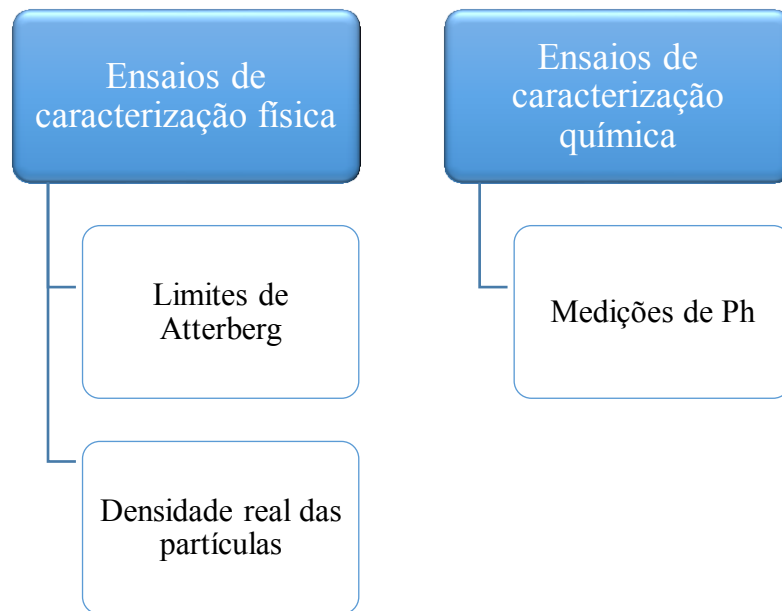 Ensaios de
caracterização física
Limites de
Atterberg
Densidade real das
partículas
Ensaios de
caracterização
química
Medições de Ph